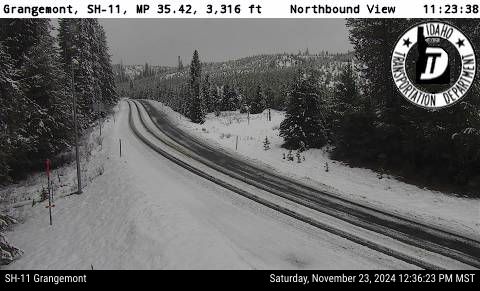 Grangemont, SH-11, MP 35.42, 3,316 ft Northbound View 11:23:38
IDAHO
TRANSPORTATION DEPARTMENT
SH-11 Grangemont Saturday, November 23, 2024 12:36:23 PM MST